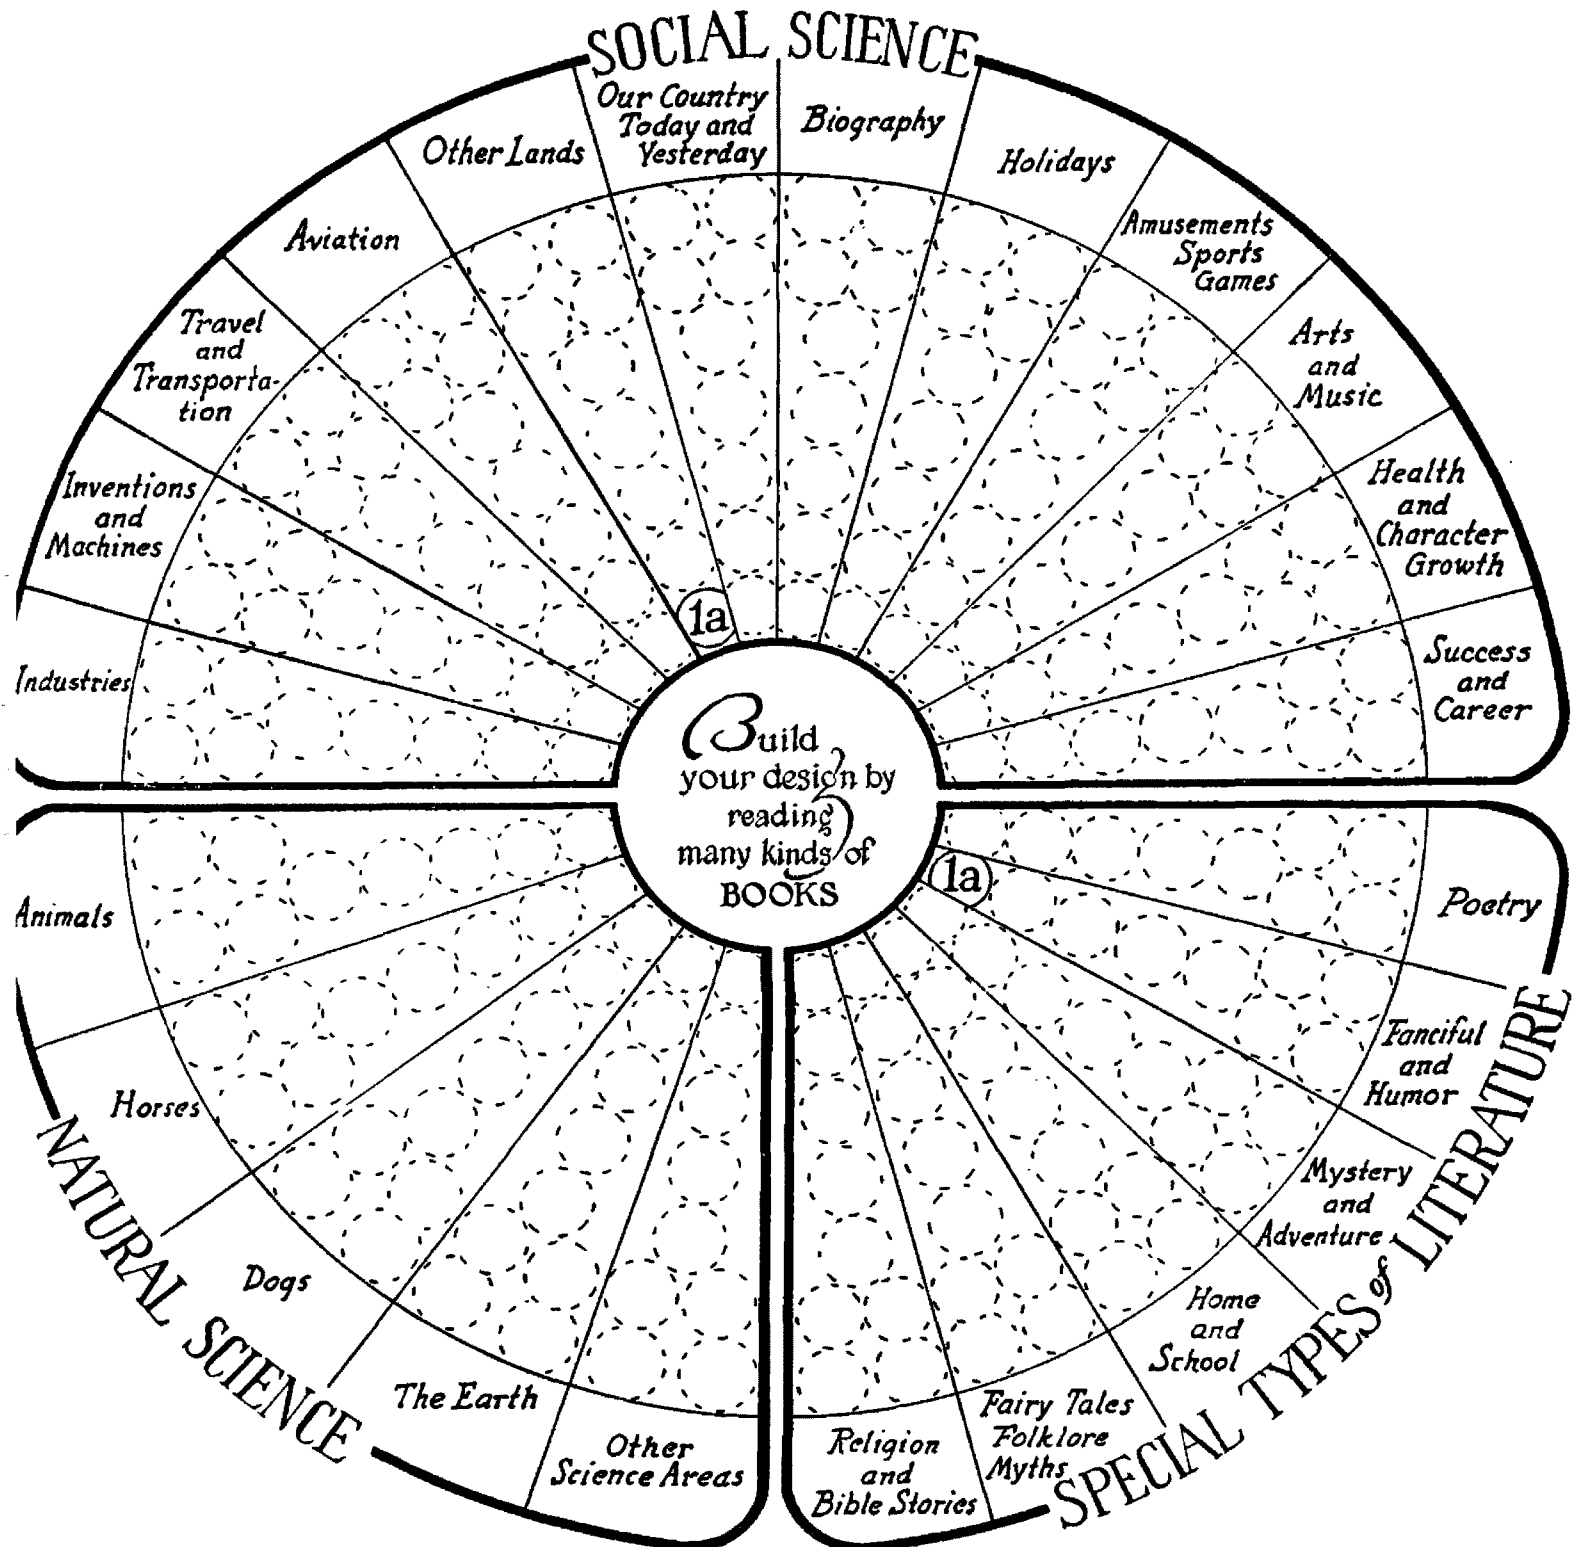 SOCIAL SCIENCE
Our Country
Today and
Yesterday
Biography
Holidays
Amusements
Sports
Games
Arts
and
Music
Health
and
Character
Growth
Success
and
Career
Other Lands
Aviation
Travel
and
Transporta-
tion
Inventions
and
Machines
Industries
1a
Build
your design by
reading
many kinds of
BOOKS
1a
Poetry
Fanciful
and
Humor
Mystery
and
Adventure
Home
and
School
Fairy Tales
Folklore
Myths
Religion
and
Bible Stories
SPECIAL TYPES of LITERATURE
Animals
Horses
Dogs
The Earth
Other
Science Areas
NATURAL SCIENCE